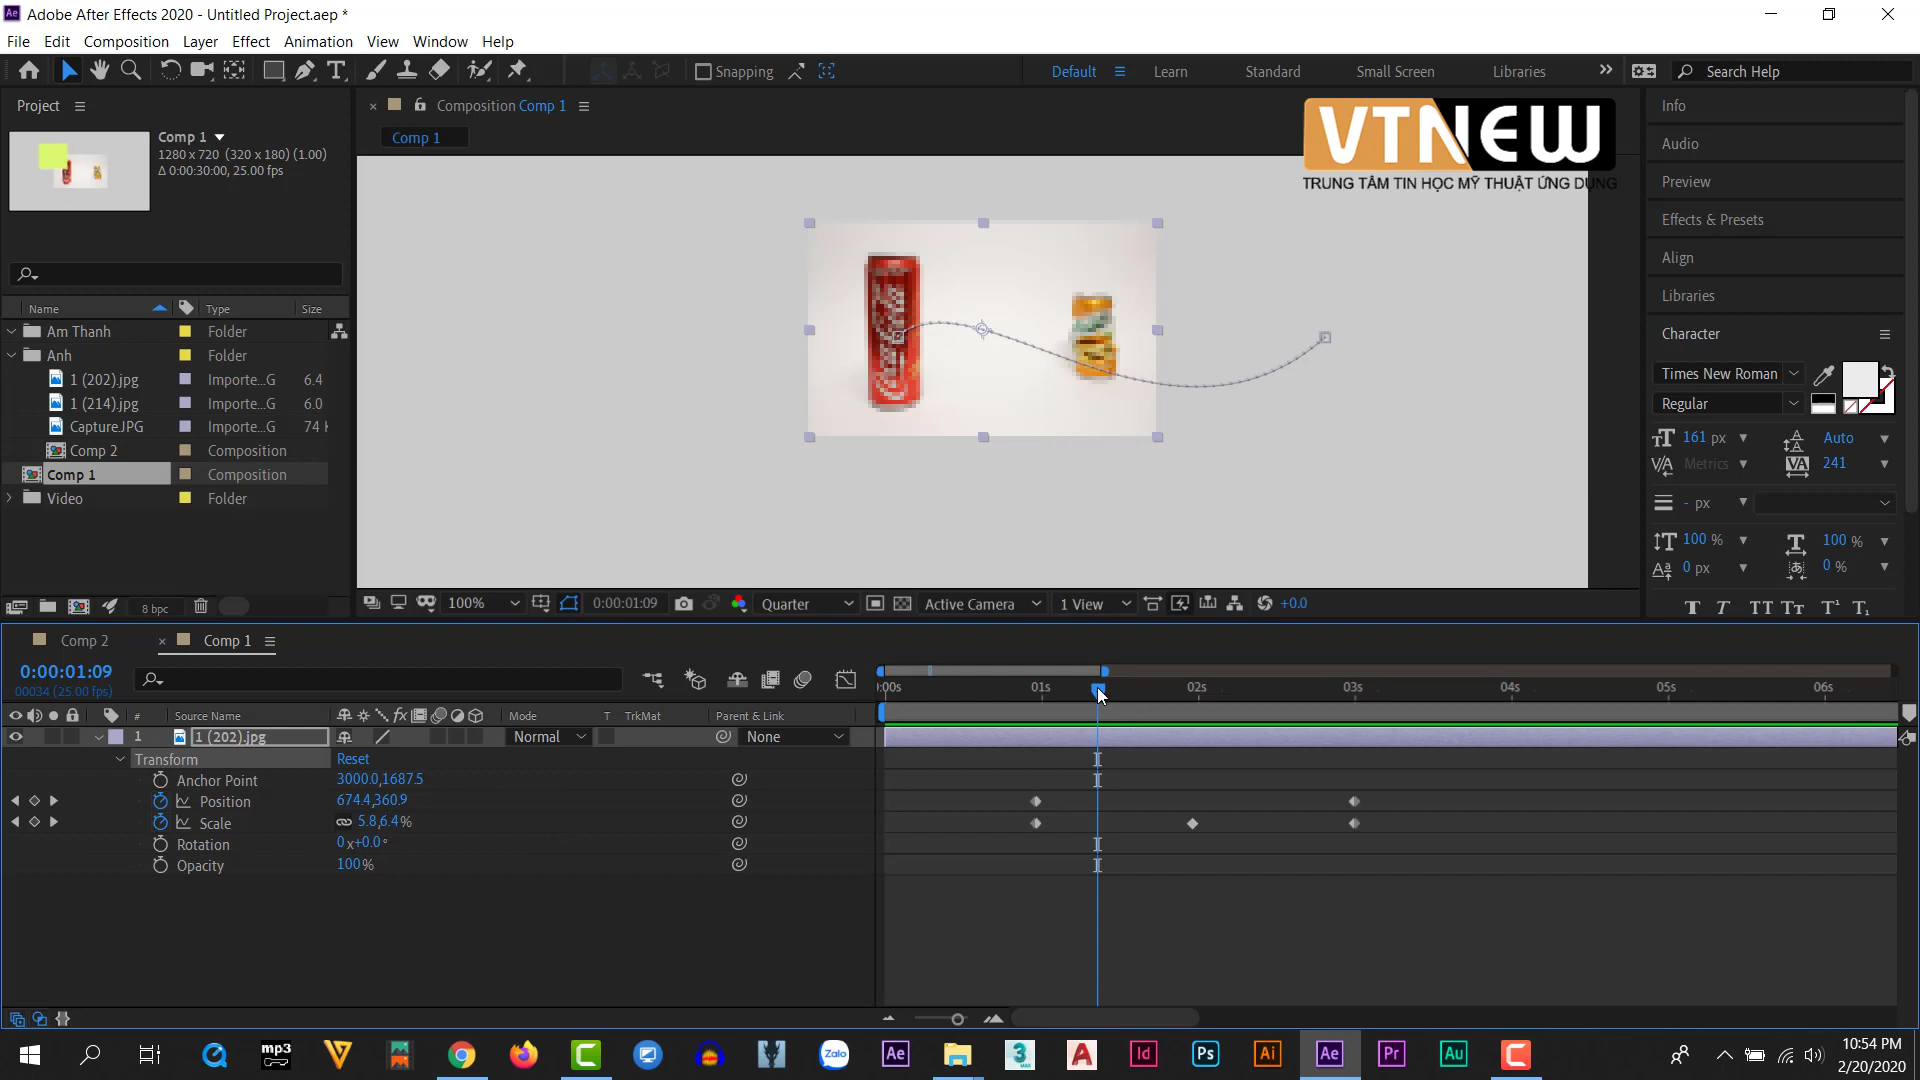 Adobe After Effects 2020 - Untitled Project.aep *
File Edit Composition Layer Effect Animation View Window Help
Snapping
Default Learn Standard Small Screen Libraries Search Help
Project
Comp 1
1280 x 720 (320 x 180) (1.00)
Δ 0:00:30:00, 25.00 fps
Name Type Size
Am Thanh Folder
Anh Folder
1 (202).jpg Importe...G 6.4
1 (214).jpg Importe...G 6.0
Capture.JPG Importe...G 74 K
Comp 2 Composition
Comp 1 Composition
Video Folder
8 bpc
Composition Comp 1
Comp 1
VTNEW
TRUNG TÂM TIN HỌC MỸ THUẬT ỨNG DỤNG
100% 0:00:01:09 Quarter Active Camera 1 View +0.0
Info
Audio
Preview
Effects & Presets
Align
Libraries
Character
Times New Roman
Regular
161 px Auto
Metrics 241
- px
100 % 100 %
0 px 0 %
T T TT Tt T¹ T₁
Comp 2 Comp 1
0:00:01:09
00034 (25.00 fps)
:00s 01s 02s 03s 04s 05s 06s
# Source Name Mode T TrkMat Parent & Link
1 1 (202).jpg Normal None
Transform Reset
Anchor Point 3000.0,1687.5
Position 674.4,360.9
Scale 5.8,6.4%
Rotation 0x+0.0°
Opacity 100%
mp3 Zalo Ae 3 MAX A Id Ps Ai Ae Pr Au
10:54 PM
2/20/2020